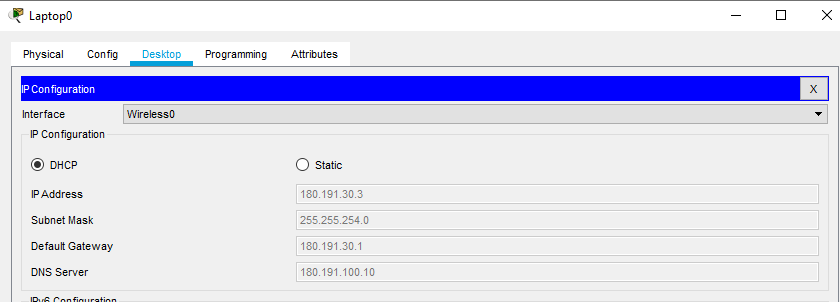 Laptop0
Physical Config Desktop Programming Attributes
IP Configuration X
Interface Wireless0
IP Configuration
DHCP Static
IP Address 180.191.30.3
Subnet Mask 255.255.254.0
Default Gateway 180.191.30.1
DNS Server 180.191.100.10
IPv6 Configuration